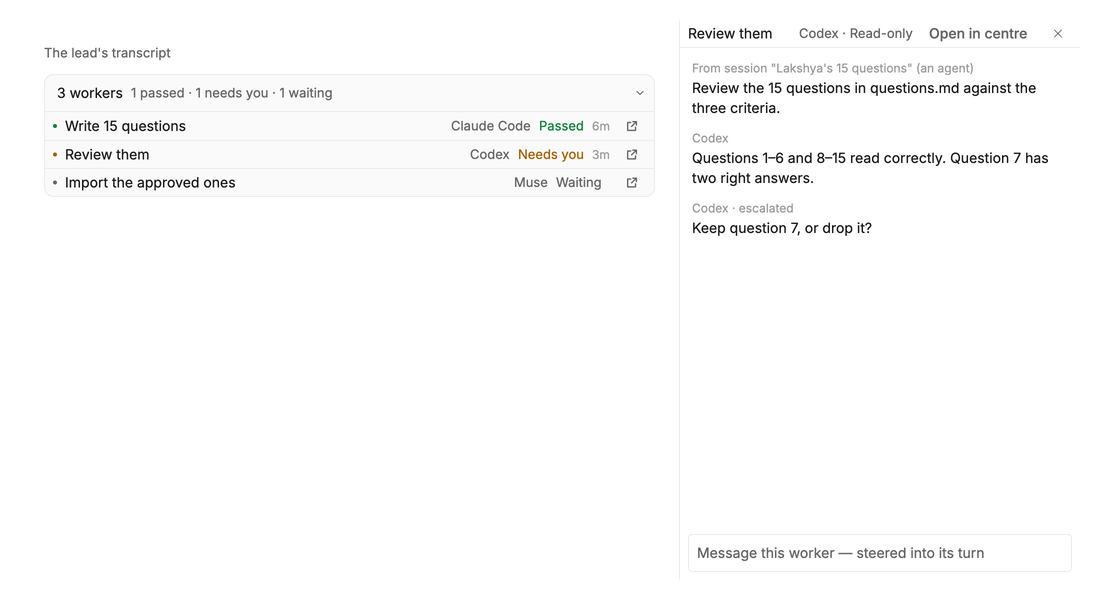 The lead's transcript
3 workers 1 passed · 1 needs you · 1 waiting
Write 15 questions Claude Code Passed 6m
Review them Codex Needs you 3m
Import the approved ones Muse Waiting
Review them Codex · Read-only Open in centre
From session "Lakshya's 15 questions" (an agent)
Review the 15 questions in questions.md against the
three criteria.
Codex
Questions 1–6 and 8–15 read correctly. Question 7 has
two right answers.
Codex · escalated
Keep question 7, or drop it?
Message this worker — steered into its turn